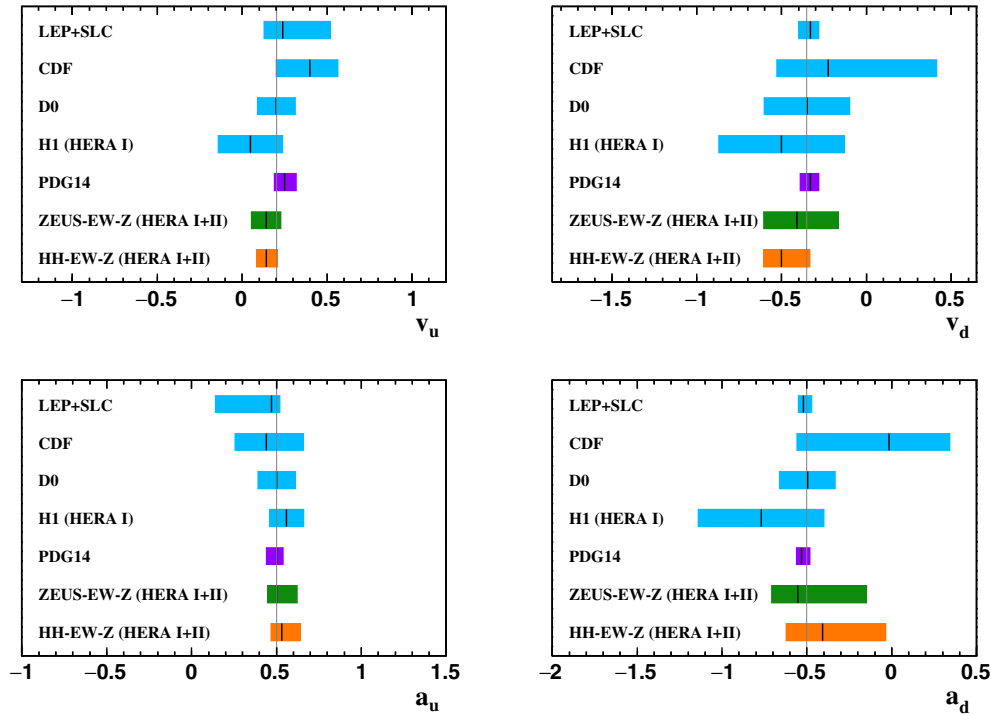 LEP+SLC
CDF
D0
H1 (HERA I)
PDG14
ZEUS-EW-Z (HERA I+II)
HH-EW-Z (HERA I+II)
−1 −0.5 0 0.5 1
v_u
LEP+SLC
CDF
D0
H1 (HERA I)
PDG14
ZEUS-EW-Z (HERA I+II)
HH-EW-Z (HERA I+II)
−1.5 −1 −0.5 0 0.5
v_d
LEP+SLC
CDF
D0
H1 (HERA I)
PDG14
ZEUS-EW-Z (HERA I+II)
HH-EW-Z (HERA I+II)
−1 −0.5 0 0.5 1 1.5
a_u
LEP+SLC
CDF
D0
H1 (HERA I)
PDG14
ZEUS-EW-Z (HERA I+II)
HH-EW-Z (HERA I+II)
−2 −1.5 −1 −0.5 0 0.5
a_d